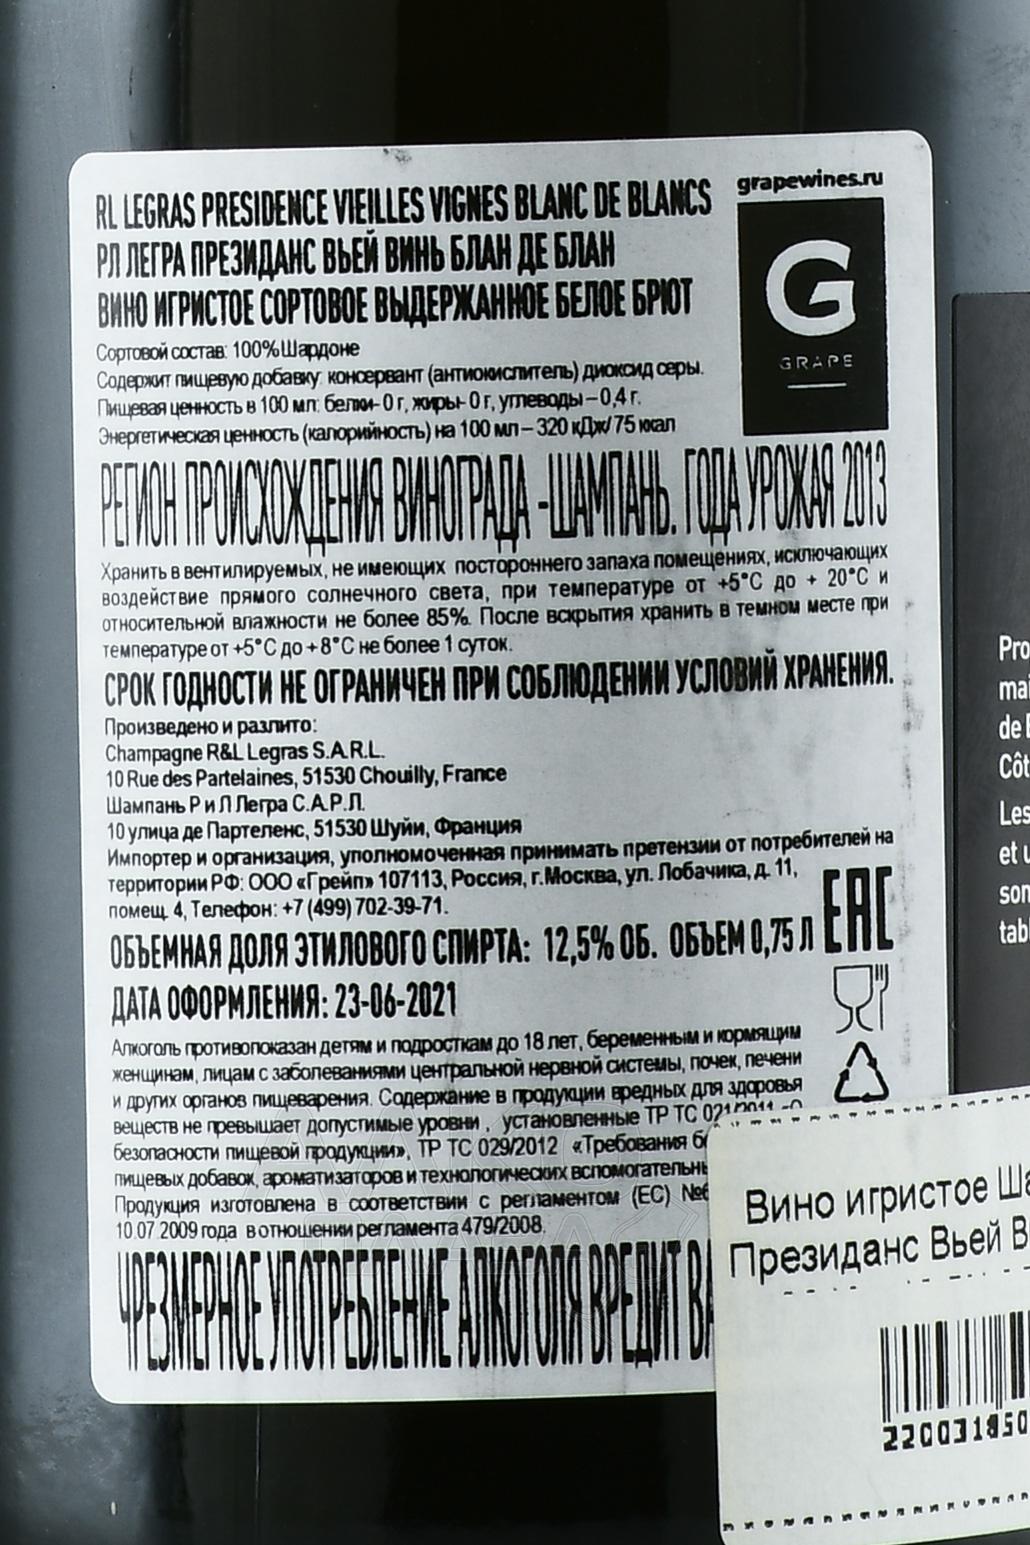 RL LEGRAS PRESIDENCE VIEILLES VIGNES BLANC DE BLANCS
РЛ ЛЕГРА ПРЕЗИДАНС ВЬЕЙ ВИНЬ БЛАН ДЕ БЛАН
ВИНО ИГРИСТОЕ СОРТОВОЕ ВЫДЕРЖАННОЕ БЕЛОЕ БРЮТ
grapewines.ru
G
GRAPE
Сортовой состав: 100% Шардоне
Содержит пищевую добавку: консервант (антиокислитель) диоксид серы.
Пищевая ценность в 100 мл: белки- 0 г, жиры- 0 г, углеводы – 0,4 г.
Энергетическая ценность (калорийность) на 100 мл – 320 кДж/ 75 ккал
РЕГИОН ПРОИСХОЖДЕНИЯ ВИНОГРАДА -ШАМПАНЬ. ГОДА УРОЖАЯ 2013
Хранить в вентилируемых, не имеющих постороннего запаха помещениях, исключающих
воздействие прямого солнечного света, при температуре от +5°С до + 20°С и
относительной влажности не более 85%. После вскрытия хранить в темном месте при
температуре от +5°С до + 8°С не более 1 суток.
СРОК ГОДНОСТИ НЕ ОГРАНИЧЕН ПРИ СОБЛЮДЕНИИ УСЛОВИЙ ХРАНЕНИЯ.
Произведено и разлито:
Champagne R&L Legras S.A.R.L.
10 Rue des Partelaines, 51530 Chouilly, France
Шампань Р и Л Легра С.А.Р.Л.
10 улица де Партеленс, 51530 Шуйи, Франция
Импортер и организация, уполномоченная принимать претензии от потребителей на
территории РФ: ООО «Грейп» 107113, Россия, г.Москва, ул. Лобачика, д. 11,
помещ. 4, Телефон: +7 (499) 702-39-71.
ЕАС
ОБЪЕМНАЯ ДОЛЯ ЭТИЛОВОГО СПИРТА: 12,5% ОБ. ОБЪЕМ 0,75 Л
ДАТА ОФОРМЛЕНИЯ: 23-06-2021
Алкоголь противопоказан детям и подросткам до 18 лет, беременным и кормящим
женщинам, лицам с заболеваниями центральной нервной системы, почек, печени
и других органов пищеварения. Содержание в продукции вредных для здоровья
веществ не превышает допустимые уровни , установленные ТР ТС 021/2011 «О
безопасности пищевой продукции», ТР ТС 029/2012 «Требования
пищевых добавок, ароматизаторов и технологических
Продукция изготовлена в соответствии с регламентом (ЕС)
10.07.2009 года в отношении регламента 479/2008.
ЧРЕЗМЕРНОЕ УПОТРЕБЛЕНИЕ АЛКОГОЛЯ ВРЕДИТ
Вино игристое
Президанс Вьей
22003185
de
Les
et